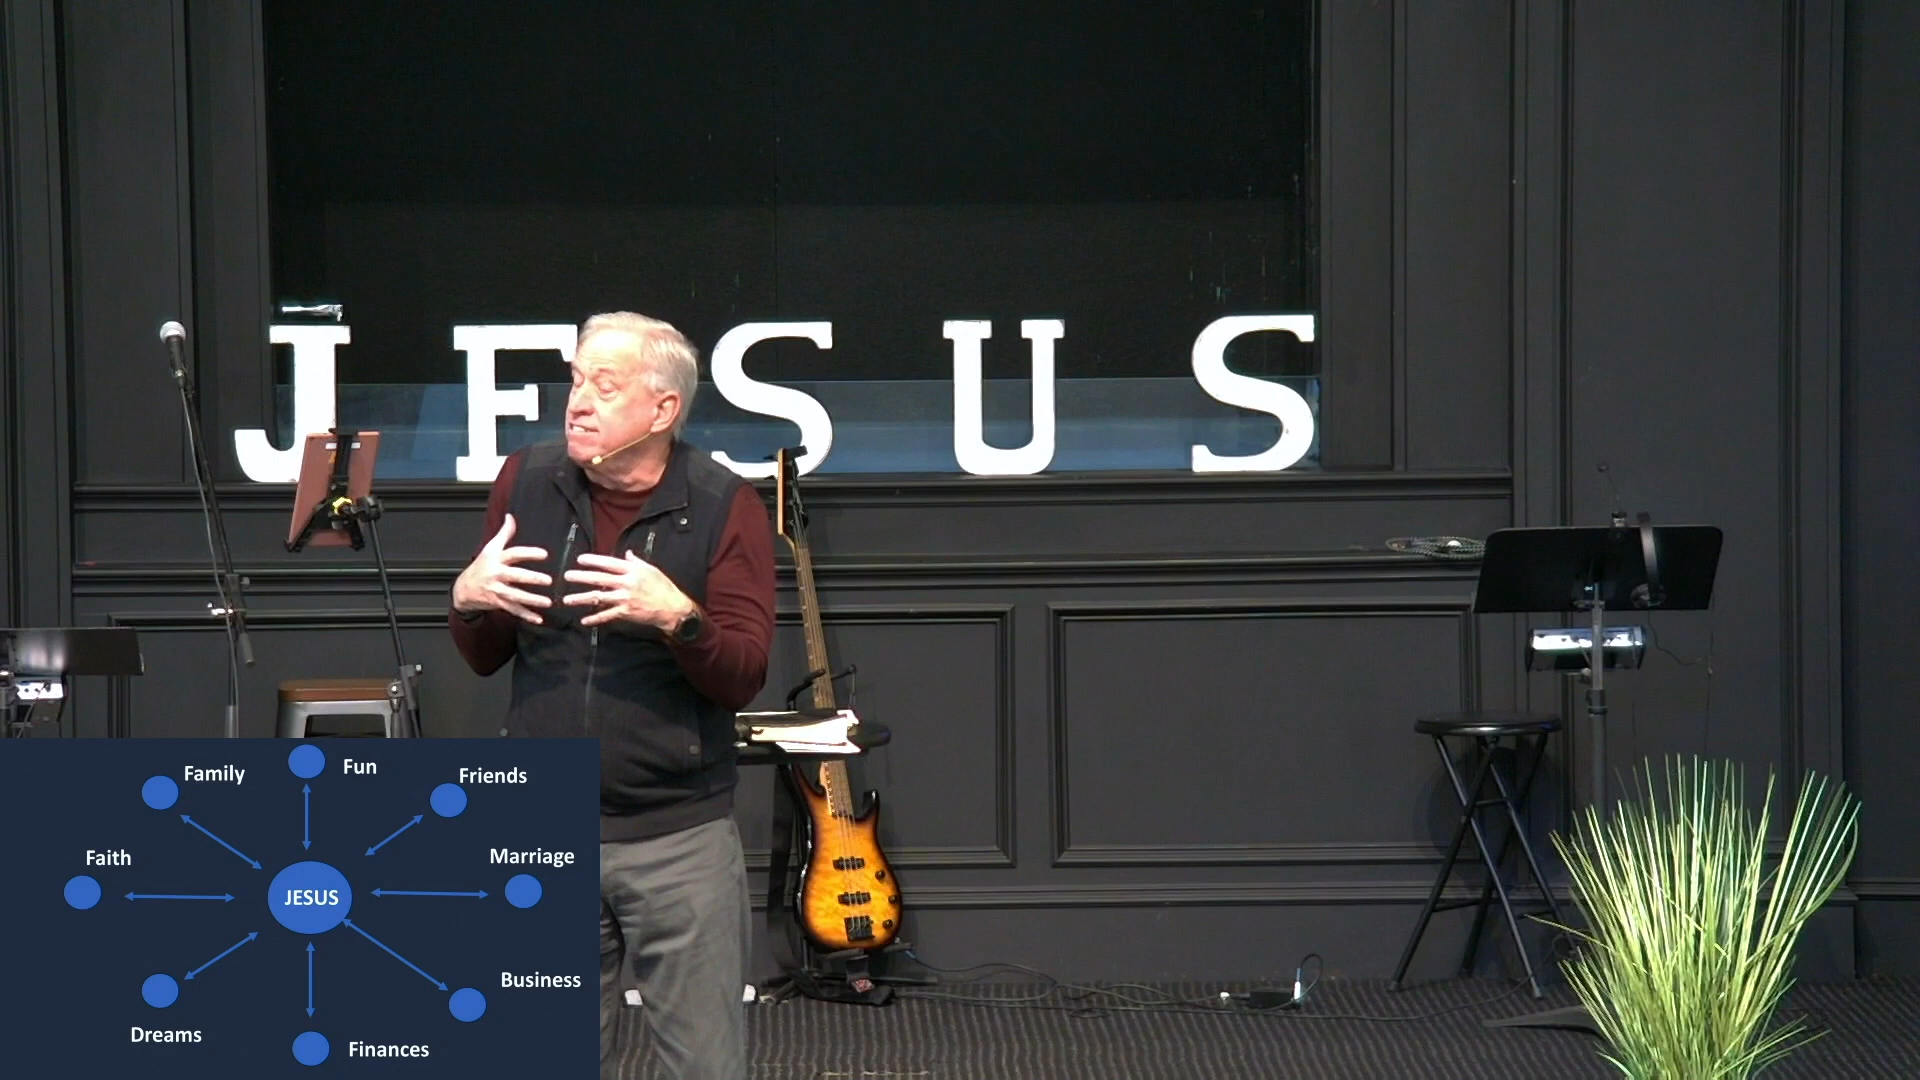 JESUS
Fun
Family
Friends
Faith
Marriage
JESUS
Business
Dreams
Finances